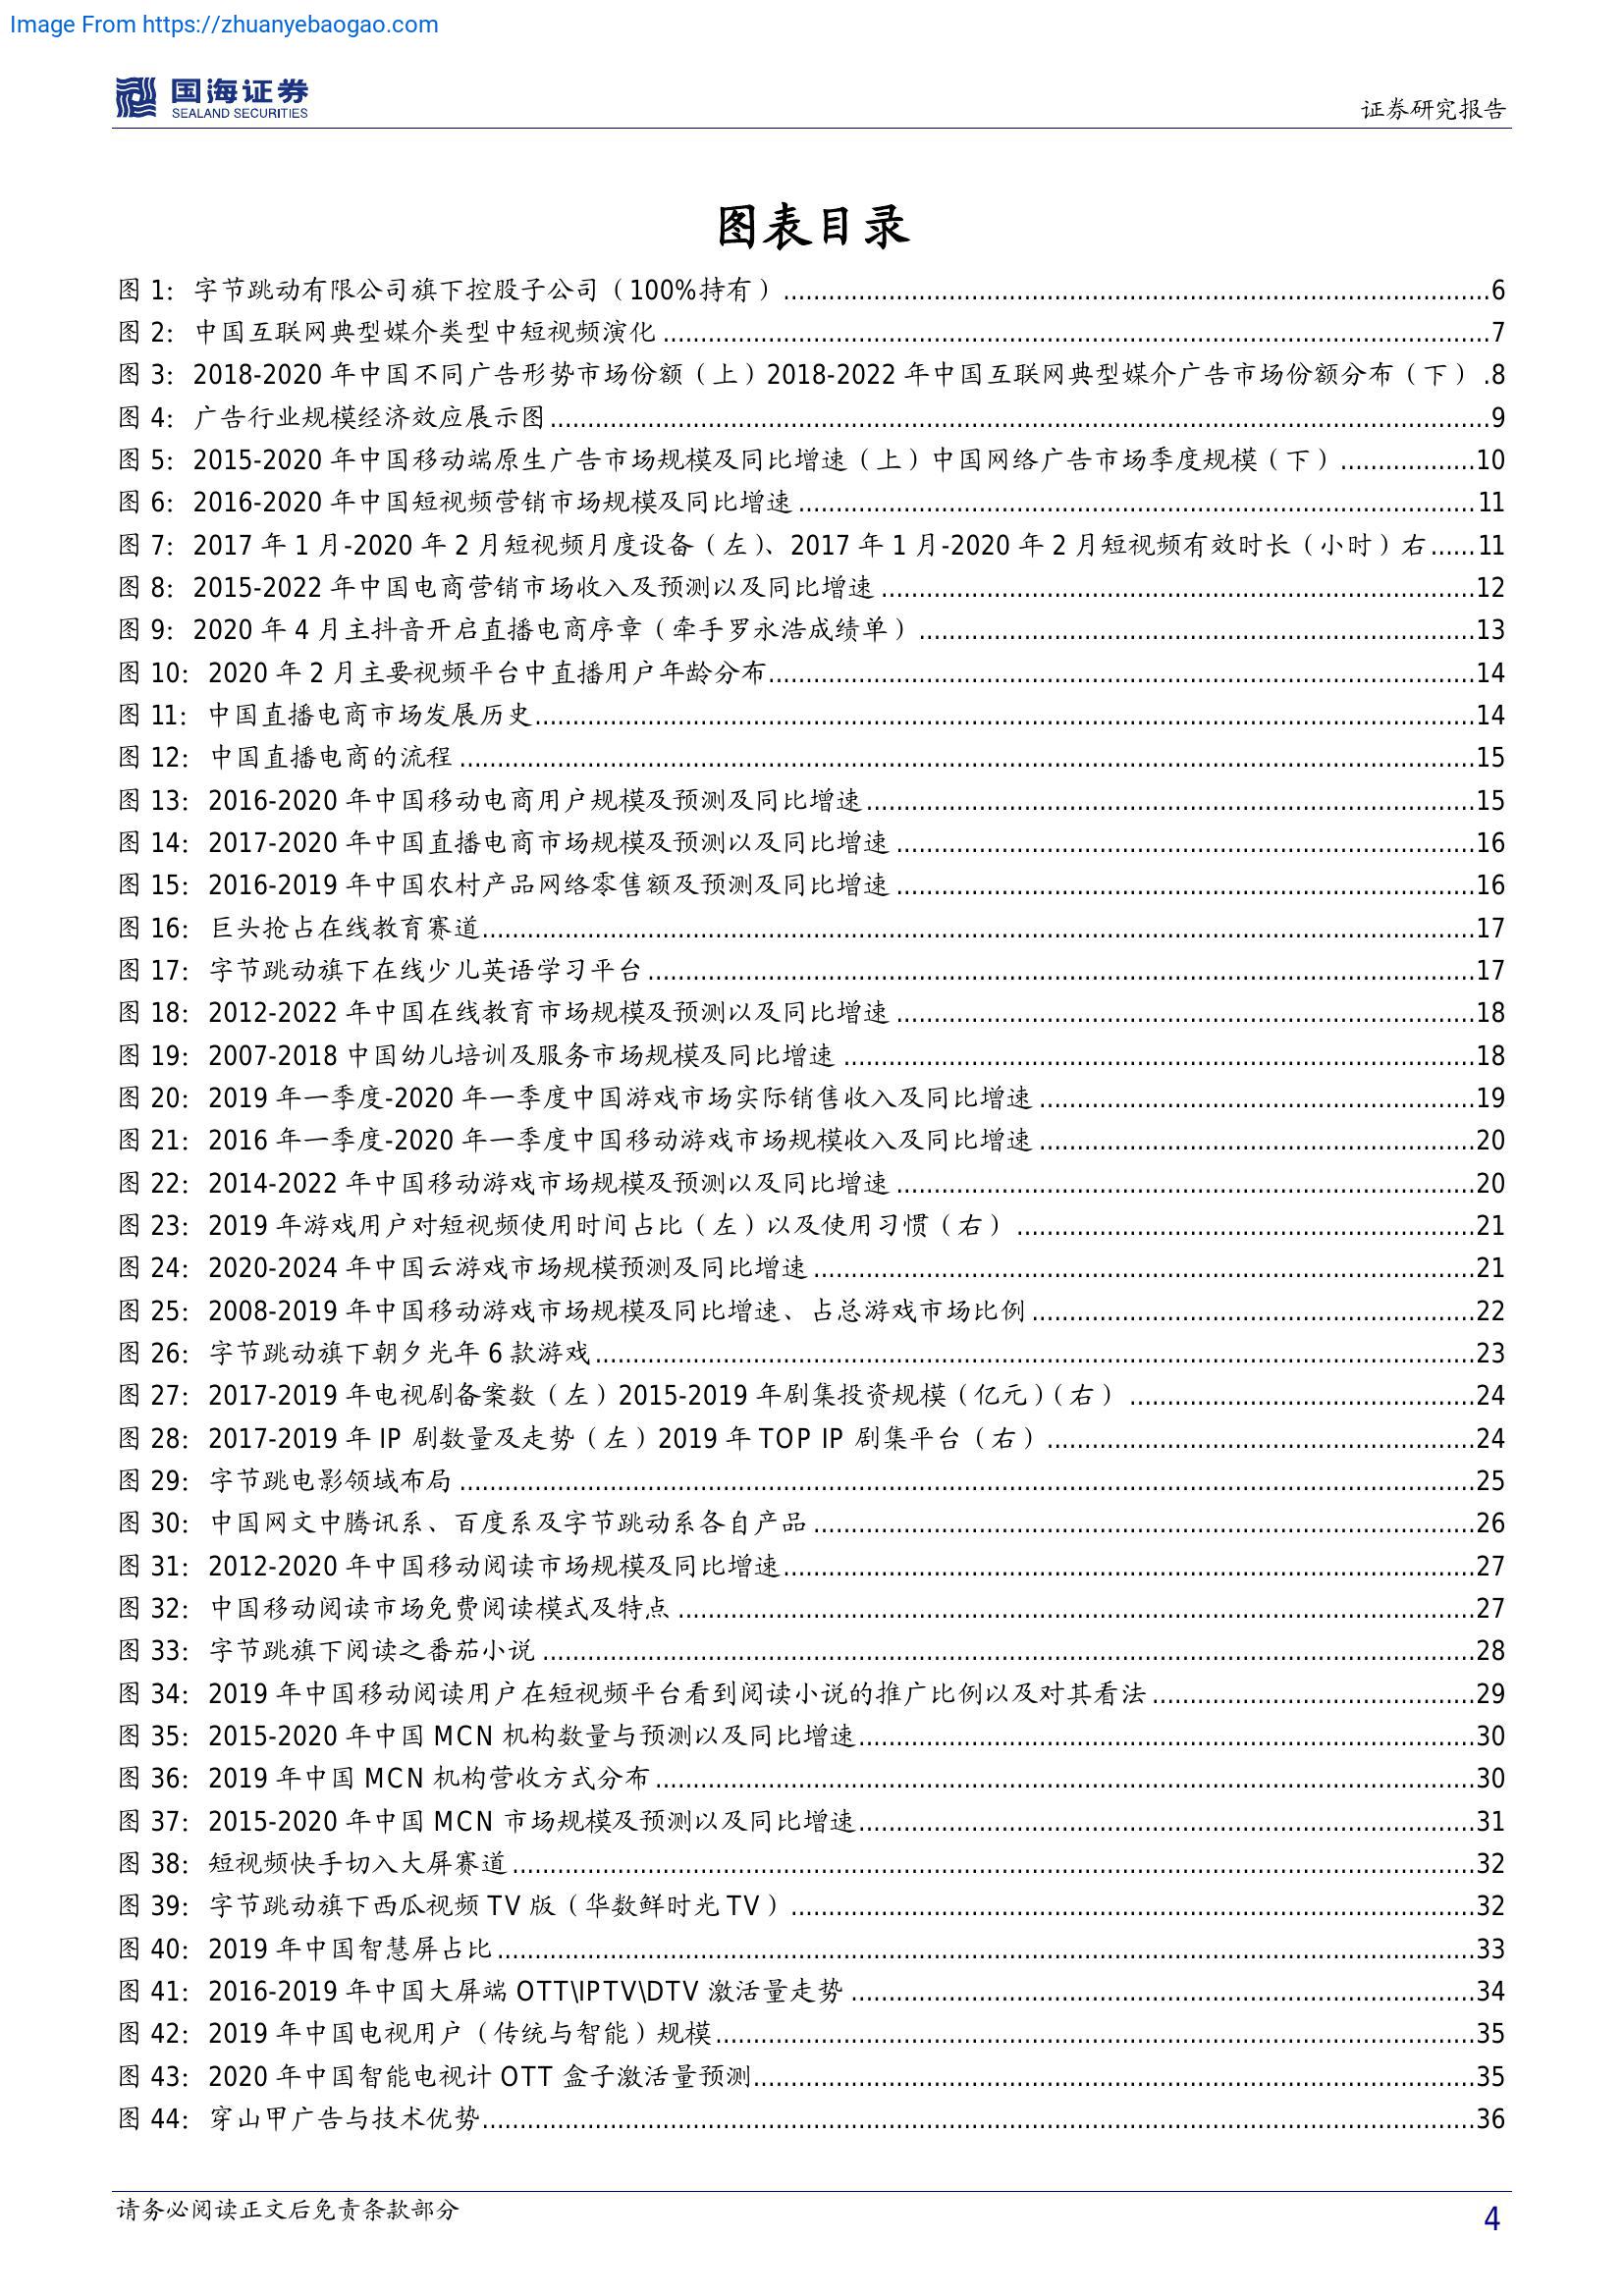 Image From https://zhuanyebaogao.com
国海证券
SEALAND SECURITIES
证券研究报告
图表目录
图 1: 字节跳动有限公司旗下控股子公司（100%持有）......6
图 2: 中国互联网典型媒介类型中短视频演化......7
图 3: 2018-2020 年中国不同广告形势市场份额（上）2018-2022 年中国互联网典型媒介广告市场份额分布（下）.8
图 4: 广告行业规模经济效应展示图......9
图 5: 2015-2020 年中国移动端原生广告市场规模及同比增速（上）中国网络广告市场季度规模（下）......10
图 6: 2016-2020 年中国短视频营销市场规模及同比增速......11
图 7: 2017 年 1 月-2020 年 2 月短视频月度设备（左）、2017 年 1 月-2020 年 2 月短视频有效时长（小时）右......11
图 8: 2015-2022 年中国电商营销市场收入及预测以及同比增速......12
图 9: 2020 年 4 月主抖音开启直播电商序章（牵手罗永浩成绩单）......13
图 10: 2020 年 2 月主要视频平台中直播用户年龄分布......14
图 11: 中国直播电商市场发展历史......14
图 12: 中国直播电商的流程......15
图 13: 2016-2020 年中国移动电商用户规模及预测及同比增速......15
图 14: 2017-2020 年中国直播电商市场规模及预测以及同比增速......16
图 15: 2016-2019 年中国农村产品网络零售额及预测及同比增速......16
图 16: 巨头抢占在线教育赛道......17
图 17: 字节跳动旗下在线少儿英语学习平台......17
图 18: 2012-2022 年中国在线教育市场规模及预测以及同比增速......18
图 19: 2007-2018 中国幼儿培训及服务市场规模及同比增速......18
图 20: 2019 年一季度-2020 年一季度中国游戏市场实际销售收入及同比增速......19
图 21: 2016 年一季度-2020 年一季度中国移动游戏市场规模收入及同比增速......20
图 22: 2014-2022 年中国移动游戏市场规模及预测以及同比增速......20
图 23: 2019 年游戏用户对短视频使用时间占比（左）以及使用习惯（右）......21
图 24: 2020-2024 年中国云游戏市场规模预测及同比增速......21
图 25: 2008-2019 年中国移动游戏市场规模及同比增速、占总游戏市场比例......22
图 26: 字节跳动旗下朝夕光年 6 款游戏......23
图 27: 2017-2019 年电视剧备案数（左）2015-2019 年剧集投资规模（亿元）（右）......24
图 28: 2017-2019 年 IP 剧数量及走势（左）2019 年 TOP IP 剧集平台（右）......24
图 29: 字节跳电影领域布局......25
图 30: 中国网文中腾讯系、百度系及字节跳动系各自产品......26
图 31: 2012-2020 年中国移动阅读市场规模及同比增速......27
图 32: 中国移动阅读市场免费阅读模式及特点......27
图 33: 字节跳旗下阅读之番茄小说......28
图 34: 2019 年中国移动阅读用户在短视频平台看到阅读小说的推广比例以及对其看法......29
图 35: 2015-2020 年中国 MCN 机构数量与预测以及同比增速......30
图 36: 2019 年中国 MCN 机构营收方式分布......30
图 37: 2015-2020 年中国 MCN 市场规模及预测以及同比增速......31
图 38: 短视频快手切入大屏赛道......32
图 39: 字节跳动旗下西瓜视频 TV 版（华数鲜时光 TV）......32
图 40: 2019 年中国智慧屏占比......33
图 41: 2016-2019 年中国大屏端 OTT\IPTV\DTV 激活量走势......34
图 42: 2019 年中国电视用户（传统与智能）规模......35
图 43: 2020 年中国智能电视计 OTT 盒子激活量预测......35
图 44: 穿山甲广告与技术优势......36
请务必阅读正文后免责条款部分
4